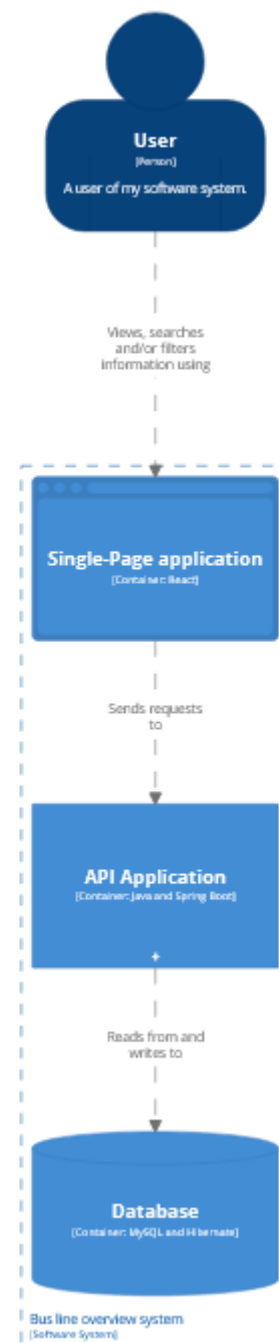 User
[Person]
A user of my software system.
Views, searches
and/or filters
information using
Single-Page application
[Container: React]
Sends requests
to
API Application
[Container: Java and Spring Boot]
+
Reads from and
writes to
Database
[Container: MySQL and Hibernate]
Bus line overview system
[Software System]